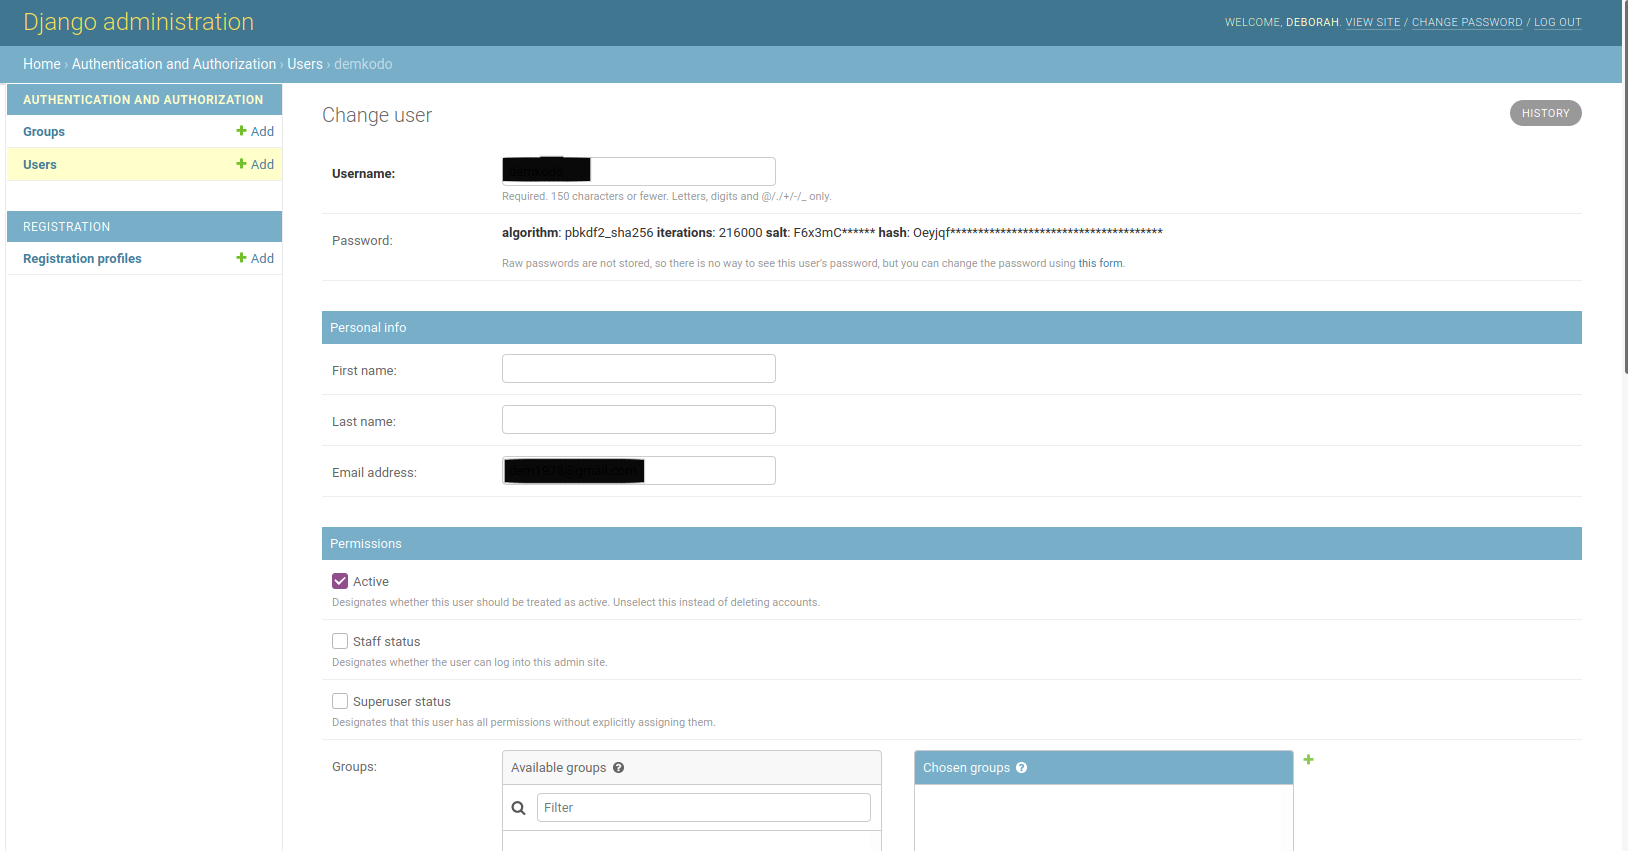 Django administration
WELCOME, DEBORAH. VIEW SITE / CHANGE PASSWORD / LOG OUT
Home › Authentication and Authorization › Users › demkodo
AUTHENTICATION AND AUTHORIZATION
Groups + Add
Users + Add
REGISTRATION
Registration profiles + Add
Change user
HISTORY
Username:
Required. 150 characters or fewer. Letters, digits and @/./+/-/_ only.
Password:
algorithm: pbkdf2_sha256 iterations: 216000 salt: F6x3mC****** hash: Oeyjqf**************************************
Raw passwords are not stored, so there is no way to see this user's password, but you can change the password using this form.
Personal info
First name:
Last name:
Email address:
Permissions
Active
Designates whether this user should be treated as active. Unselect this instead of deleting accounts.
Staff status
Designates whether the user can log into this admin site.
Superuser status
Designates that this user has all permissions without explicitly assigning them.
Groups:
Available groups ?
Filter
Chosen groups ?
+